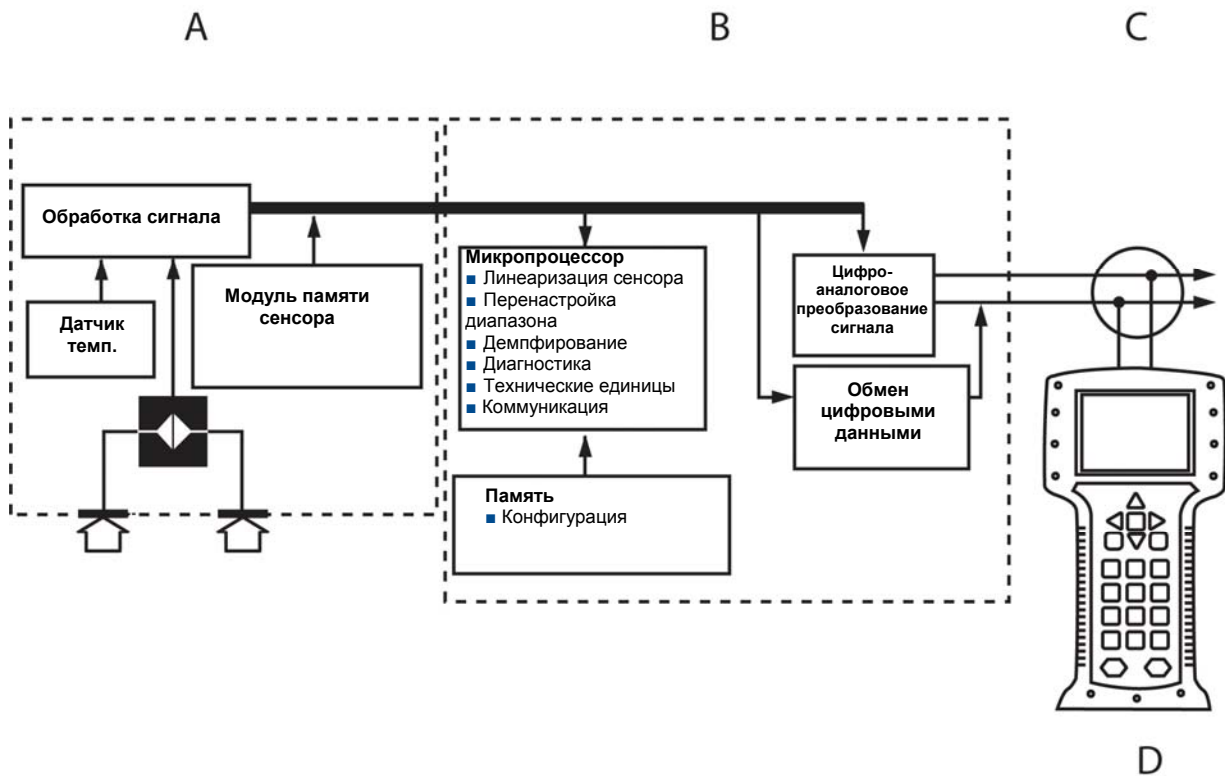 A
B
C
Обработка сигнала
Датчик
темп.
Модуль памяти
сенсора
Микропроцессор
■ Линеаризация сенсора
■ Перенастройка
диапазона
■ Демпфирование
■ Диагностика
■ Технические единицы
■ Коммуникация
Память
■ Конфигурация
Цифро-
аналоговое
преобразование
сигнала
Обмен
цифровыми
данными
D